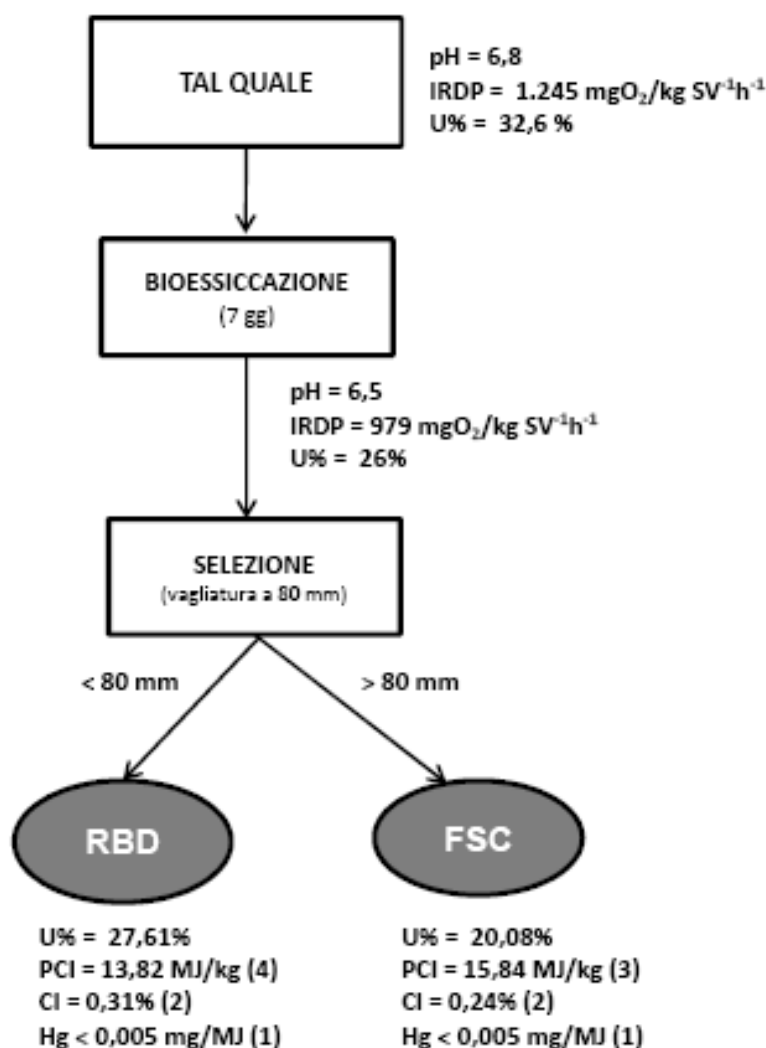 TAL QUALE
pH = 6,8
IRDP = 1.245 mgO₂/kg SV⁻¹h⁻¹
U% = 32,6 %
BIOESSICCAZIONE
(7 gg)
pH = 6,5
IRDP = 979 mgO₂/kg SV⁻¹h⁻¹
U% = 26%
SELEZIONE
(vagliatura a 80 mm)
< 80 mm
> 80 mm
RBD
FSC
U% = 27,61%
PCI = 13,82 MJ/kg (4)
Cl = 0,31% (2)
Hg < 0,005 mg/MJ (1)
U% = 20,08%
PCI = 15,84 MJ/kg (3)
Cl = 0,24% (2)
Hg < 0,005 mg/MJ (1)